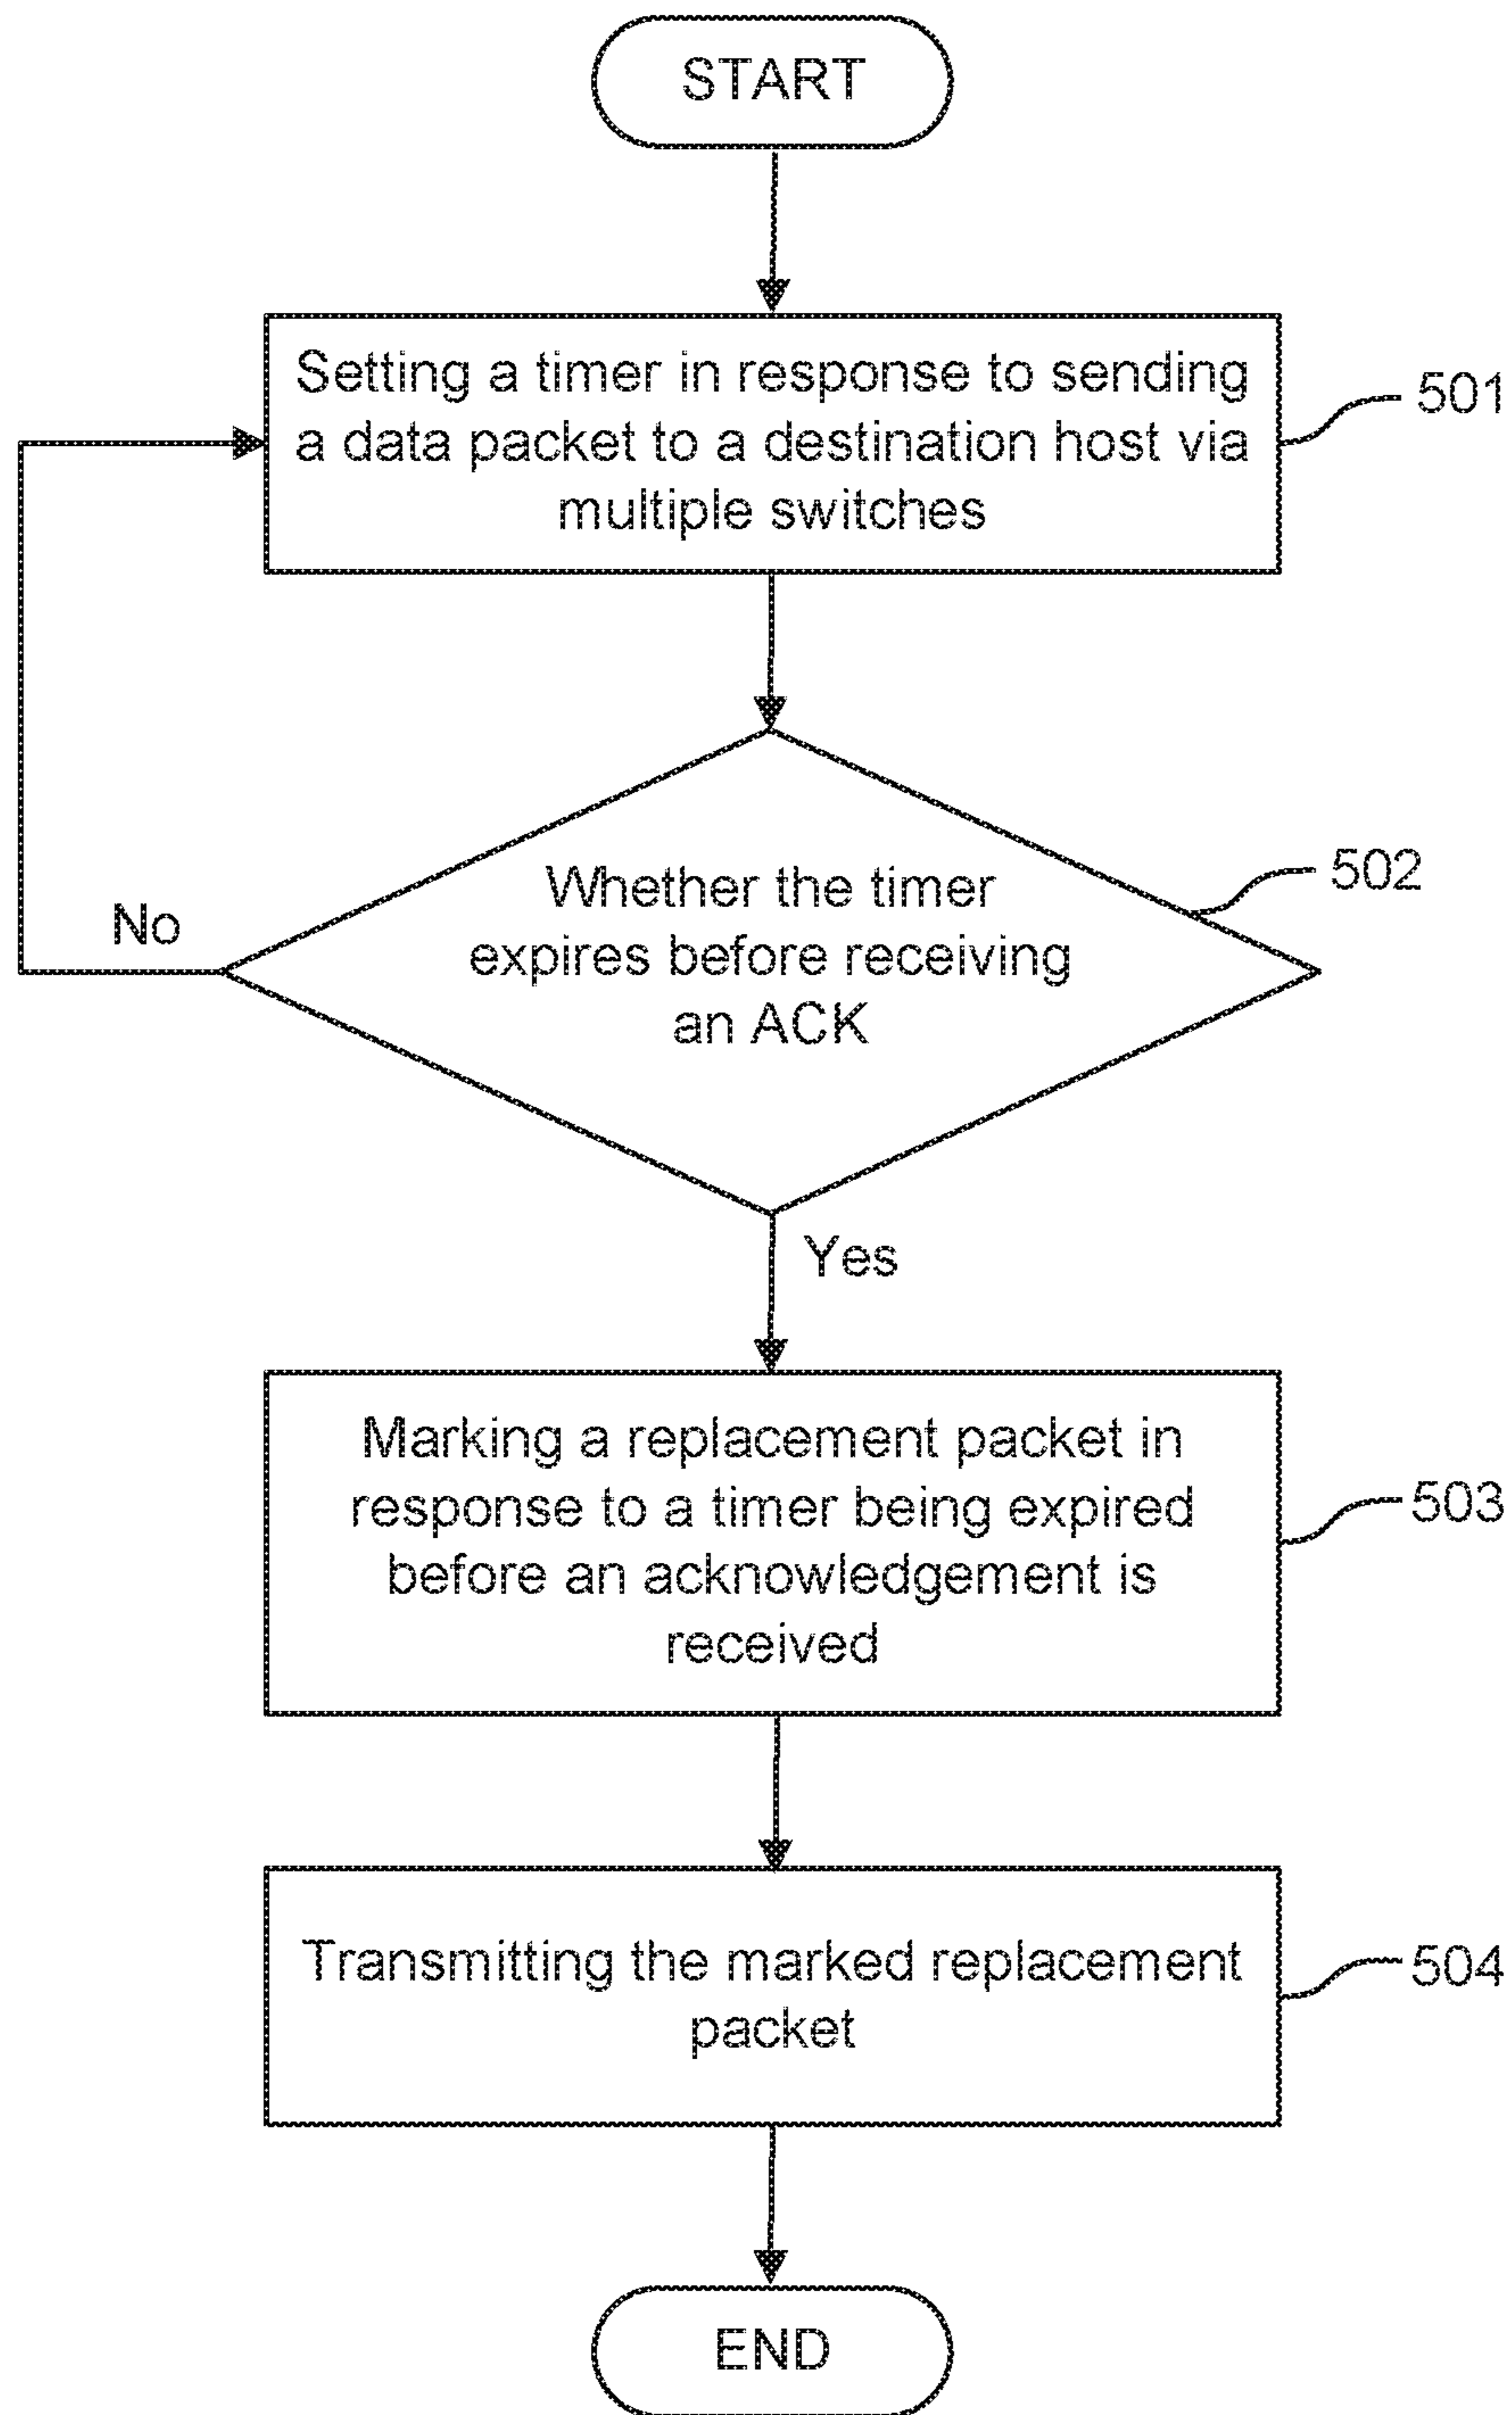 START
Setting a timer in response to sending
a data packet to a destination host via
multiple switches
501
Whether the timer
expires before receiving
an ACK
502
No
Yes
Marking a replacement packet in
response to a timer being expired
before an acknowledgement is
received
503
Transmitting the marked replacement
packet
504
END